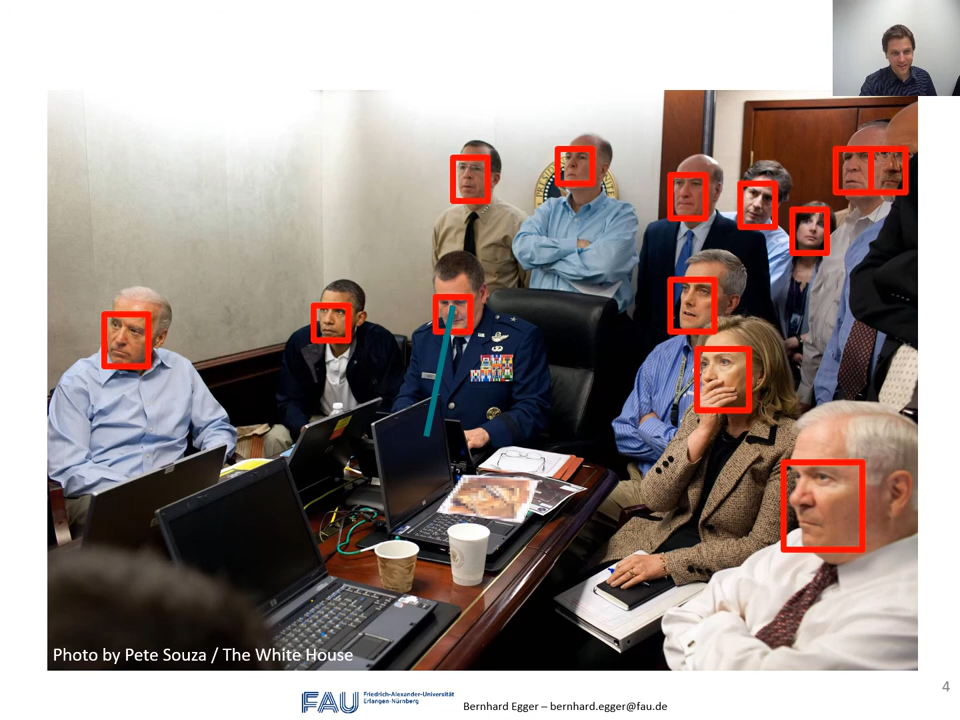 Photo by Pete Souza / The White House
FAU
Friedrich-Alexander-Universität
Erlangen-Nürnberg
Bernhard Egger – bernhard.egger@fau.de
4